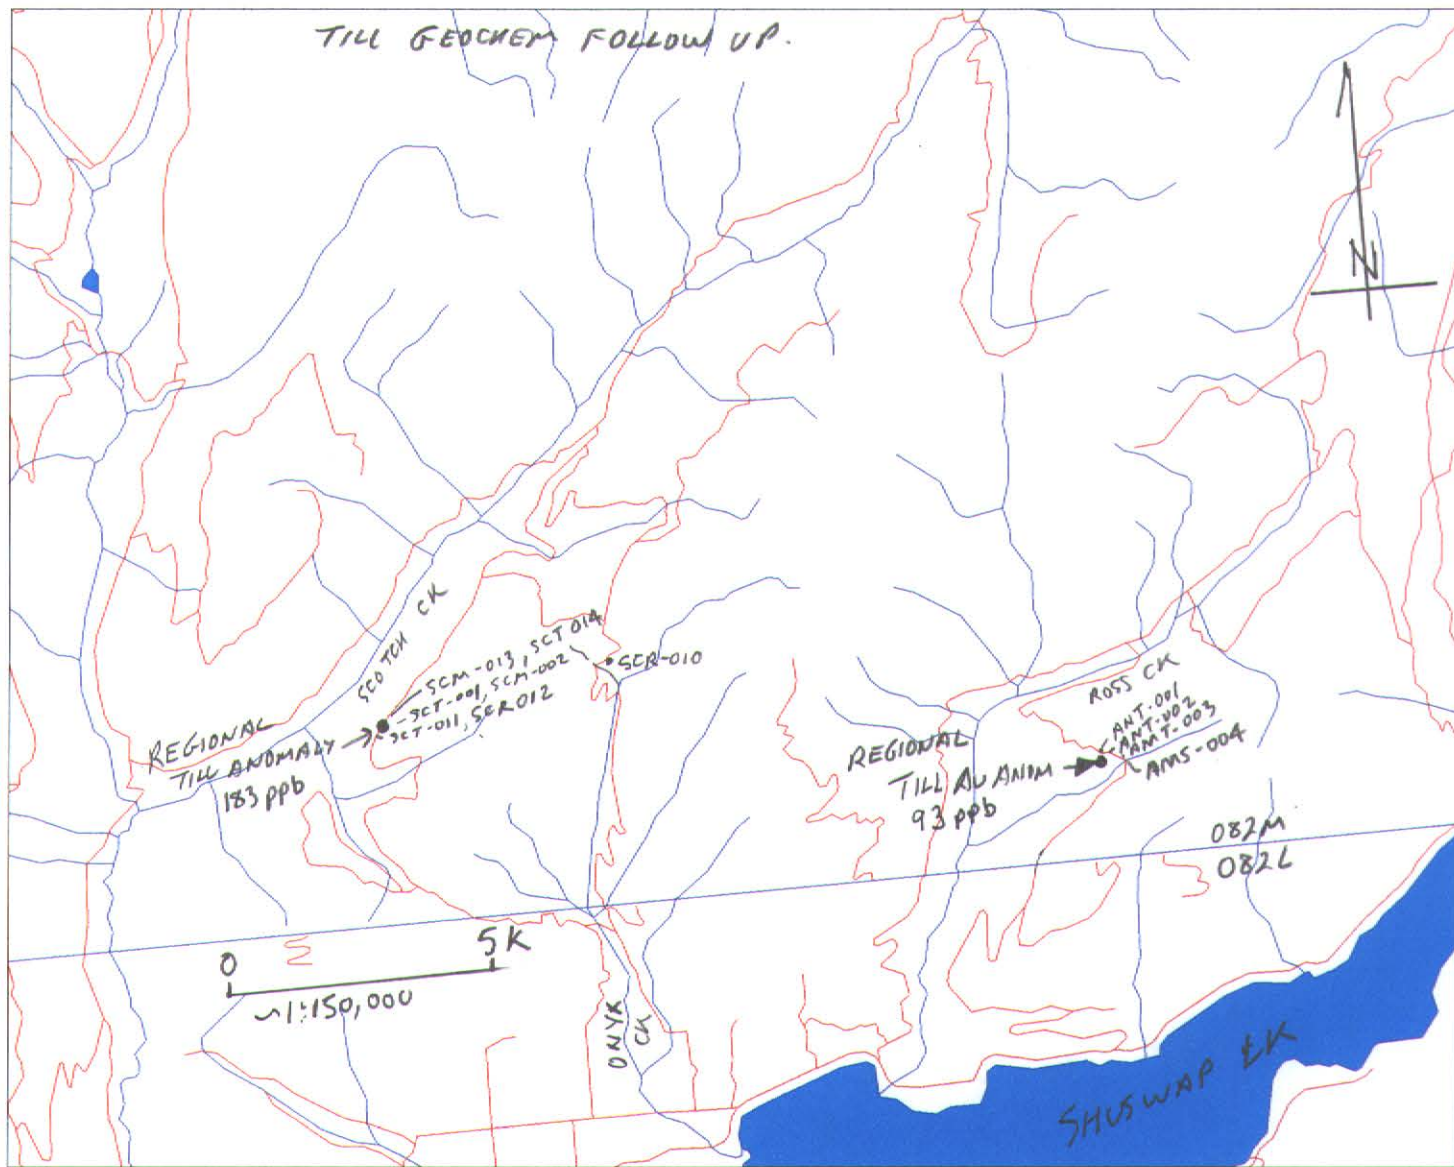 TILL GEOCHEM FOLLOW UP.
N
SCOTCH CK
SCM-013, SCT 014
SCT-001, SCM-002
SCT-011, SCR012
SCR-010
REGIONAL
TILL ANOMALY
183 ppb
ROSS CK
ANT-001
ANT-002
AMT-003
AMS-004
REGIONAL
TILL AU ANOM
93 ppb
082M
082L
0 5K
~1:150,000
ONYX
CK
SHUSWAP LK